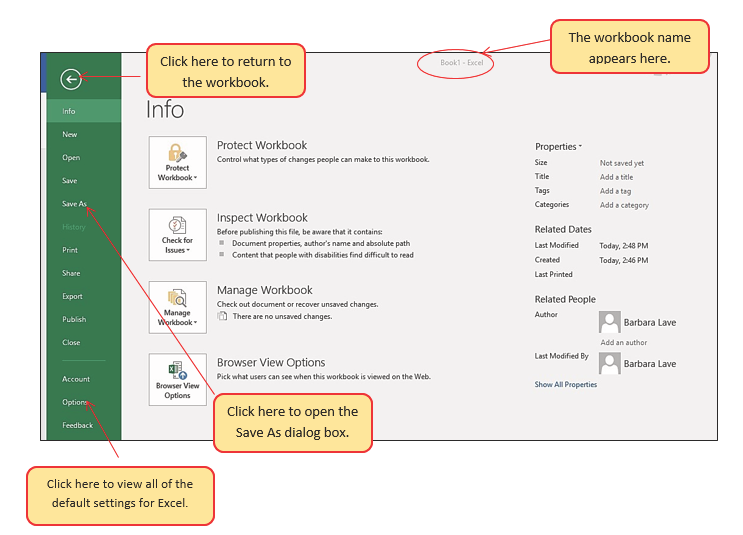 The workbook name
appears here.
Click here to return to
the workbook.
Book1 - Excel
Info
Info
New
Open
Save
Save As
History
Print
Share
Export
Publish
Close
Account
Options
Feedback
Protect
Workbook
Protect Workbook
Control what types of changes people can make to this workbook.
Check for
Issues
Inspect Workbook
Before publishing this file, be aware that it contains:
Document properties, author's name and absolute path
Content that people with disabilities find difficult to read
Manage
Workbook
Manage Workbook
Check out document or recover unsaved changes.
There are no unsaved changes.
Browser View
Options
Browser View Options
Pick what users can see when this workbook is viewed on the Web.
Properties
Size Not saved yet
Title Add a title
Tags Add a tag
Categories Add a category
Related Dates
Last Modified Today, 2:48 PM
Created Today, 2:46 PM
Last Printed
Related People
Author Barbara Lave
Add an author
Last Modified By Barbara Lave
Show All Properties
Click here to open the
Save As dialog box.
Click here to view all of the
default settings for Excel.